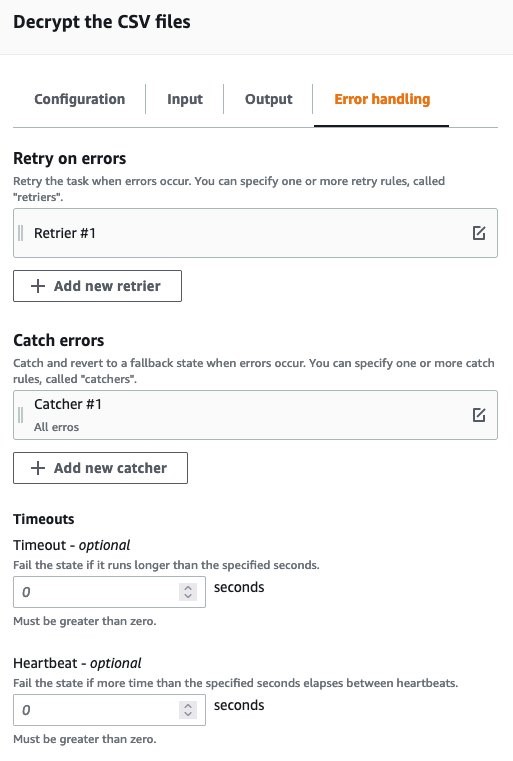 Decrypt the CSV files
Configuration
Input
Output
Error handling
Retry on errors
Retry the task when errors occur. You can specify one or more retry rules, called
"retriers".
Retrier #1
Add new retrier
Catch errors
Catch and revert to a fallback state when errors occur. You can specify one or more catch
rules, called "catchers".
Catcher #1
All erros
Add new catcher
Timeouts
Timeout - optional
Fail the state if it runs longer than the specified seconds.
0 seconds
Must be greater than zero.
Heartbeat - optional
Fail the state if more time than the specified seconds elapses between heartbeats.
0 seconds
Must be greater than zero.